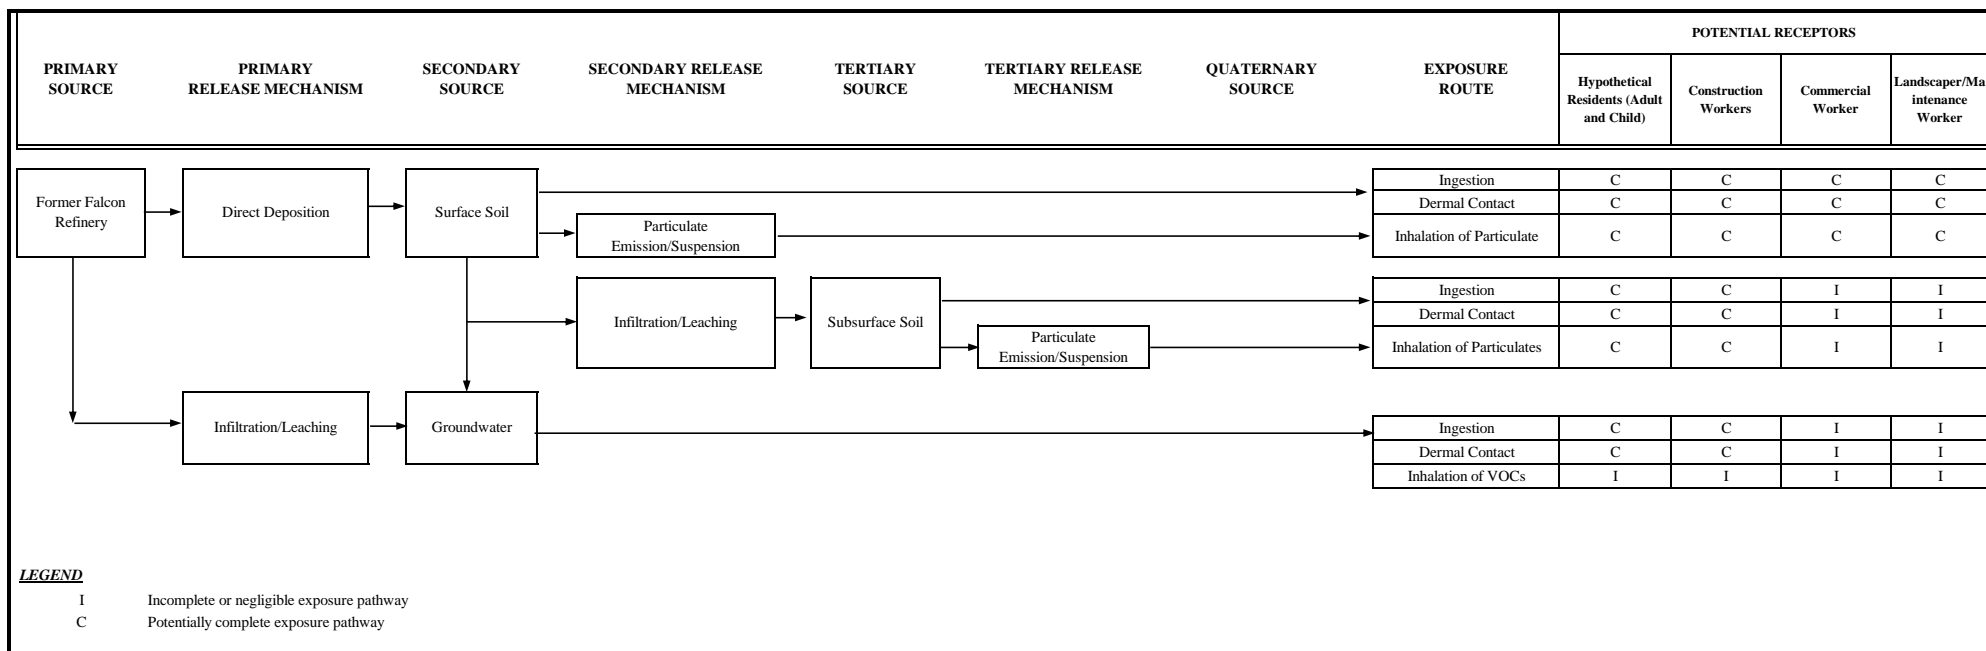 POTENTIAL RECEPTORS
PRIMARY
SOURCE
PRIMARY
RELEASE MECHANISM
SECONDARY
SOURCE
SECONDARY RELEASE
MECHANISM
TERTIARY
SOURCE
TERTIARY RELEASE
MECHANISM
QUATERNARY
SOURCE
EXPOSURE
ROUTE
Hypothetical
Residents (Adult
and Child)
Construction
Workers
Commercial
Worker
Landscaper/Ma
intenance
Worker
Former Falcon
Refinery
Direct Deposition
Surface Soil
Particulate
Emission/Suspension
Ingestion C C C C
Dermal Contact C C C C
Inhalation of Particulate C C C C
Infiltration/Leaching
Subsurface Soil
Particulate
Emission/Suspension
Ingestion C C I I
Dermal Contact C C I I
Inhalation of Particulates C C I I
Infiltration/Leaching
Groundwater
Ingestion C C I I
Dermal Contact C C I I
Inhalation of VOCs I I I I
LEGEND
I Incomplete or negligible exposure pathway
C Potentially complete exposure pathway